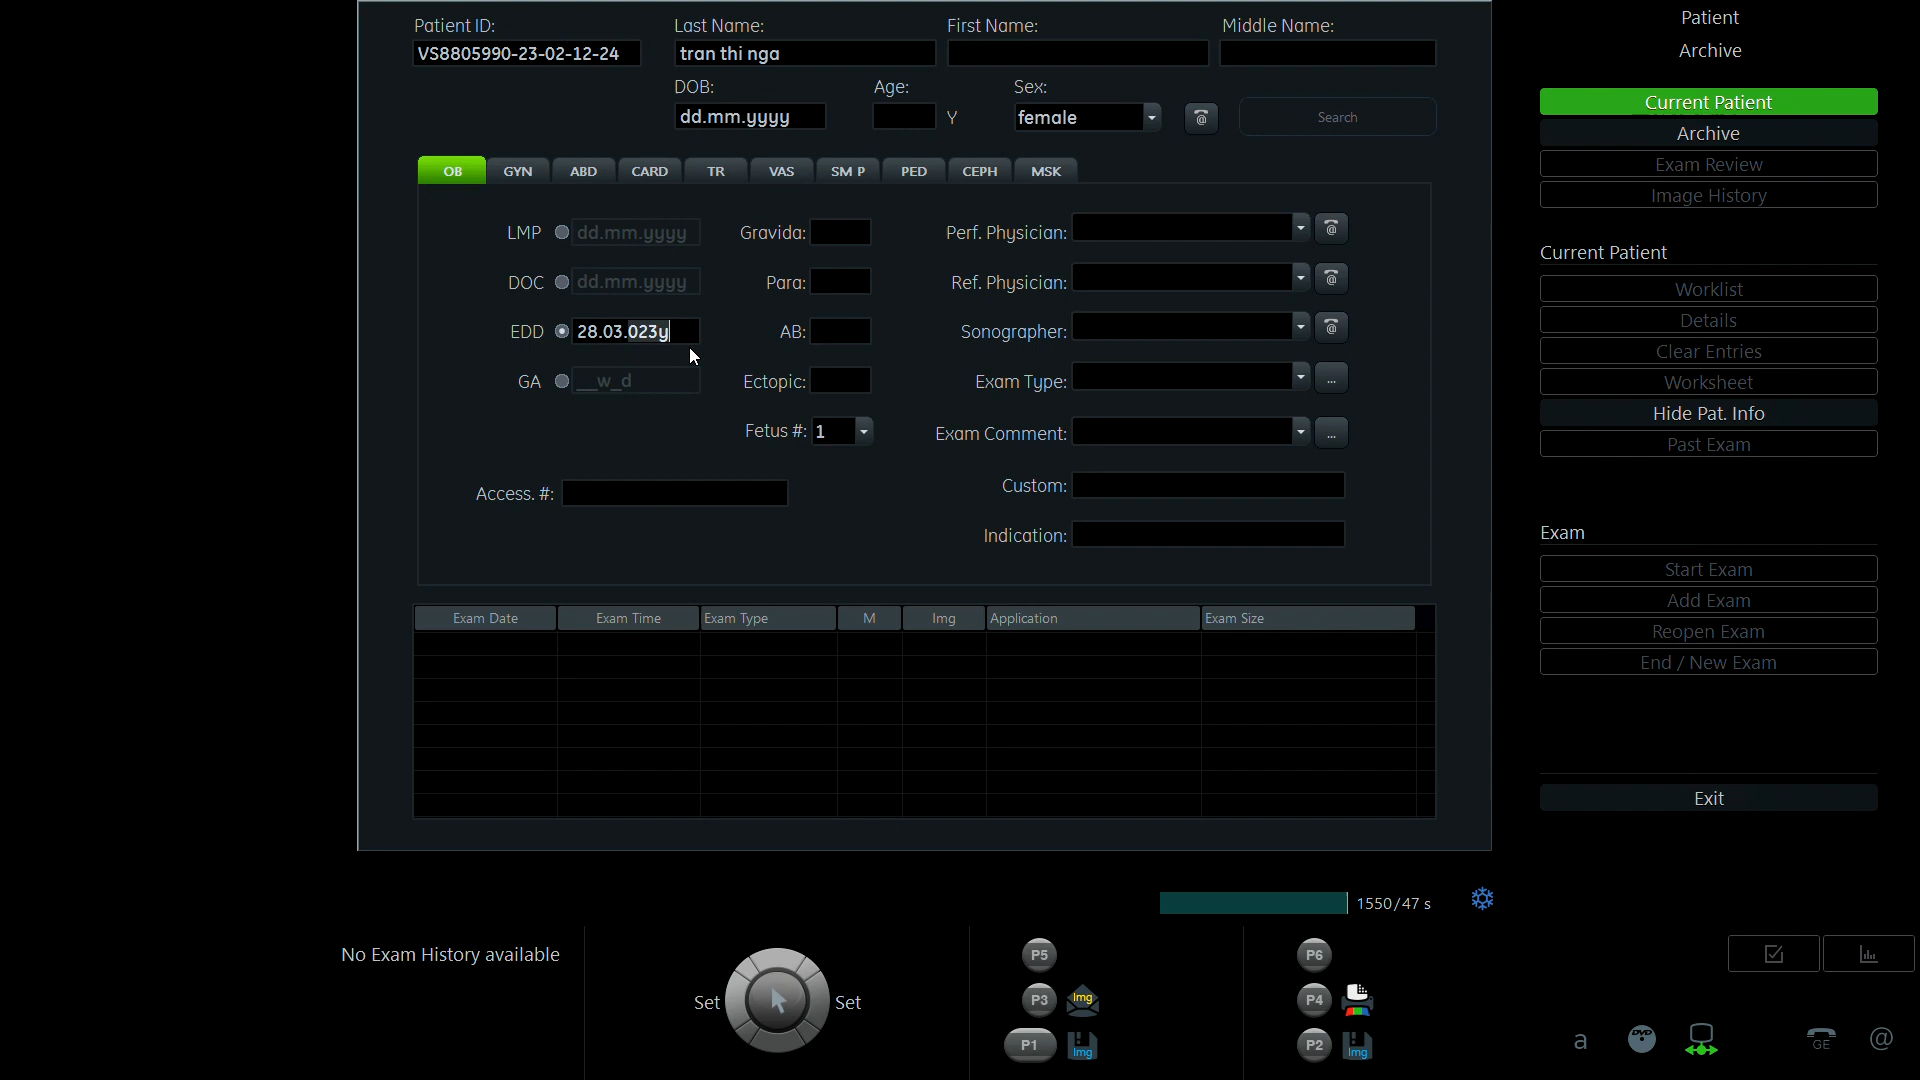 Patient ID: Last Name: First Name: Middle Name:
VS8805990-23-02-12-24 tran thi nga
DOB: Age: Sex:
dd.mm.yyyy Y female Search
OB GYN ABD CARD TR VAS SM P PED CEPH MSK
LMP dd.mm.yyyy Gravida: Perf. Physician:
DOC dd.mm.yyyy Para: Ref. Physician:
EDD 28.03.023y AB: Sonographer:
GA __w_d Ectopic: Exam Type: ...
Fetus #: 1 Exam Comment: ...
Access. #: Custom:
Indication:
Exam Date Exam Time Exam Type M Img Application Exam Size
1550/47 s
No Exam History available
Set Set
P5 P6
P3 Img P4
P1 Img P2 Img
Patient
Archive
Current Patient
Archive
Exam Review
Image History
Current Patient
Worklist
Details
Clear Entries
Worksheet
Hide Pat. Info
Past Exam
Exam
Start Exam
Add Exam
Reopen Exam
End / New Exam
Exit
a DVD GE @